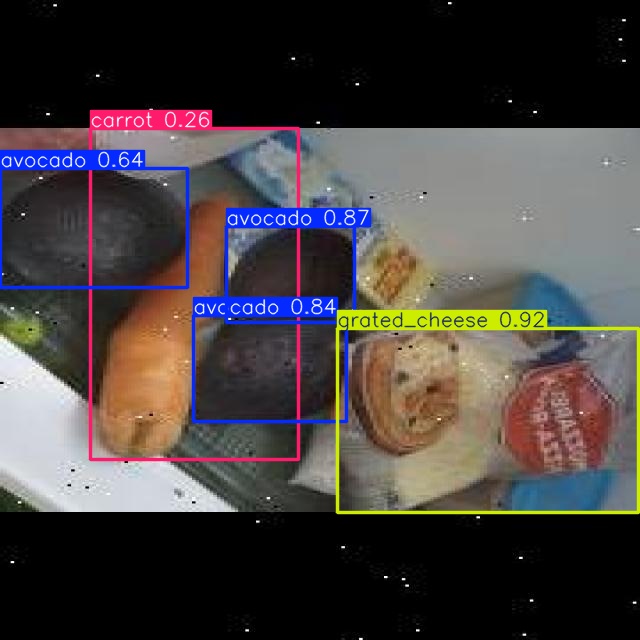 carrot 0.26
avocado 0.64
avocado 0.87
avocado 0.84
grated_cheese 0.92